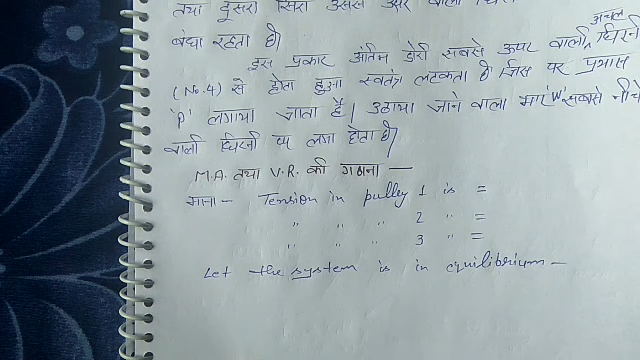 तथा दूसरा सिरा उससे ऊपर वाली
बंधा रहता है।
इस प्रकार अंतिम डोरी सबसे ऊपर वाली, अचल घिरनी
(No. 4) से होता हुआ स्वतंत्र लटकता है जिस पर प्रयास
'P' लगाया जाता है। उठाया जाने वाला भार 'W' सबसे नीचे
वाली घिरनी पर लगा होता है।
M.A. तथा V.R. की गणना —
माना - Tension in pulley 1 is =
" " " 2 " =
" " " 3 " =
Let the system is in equilibrium —